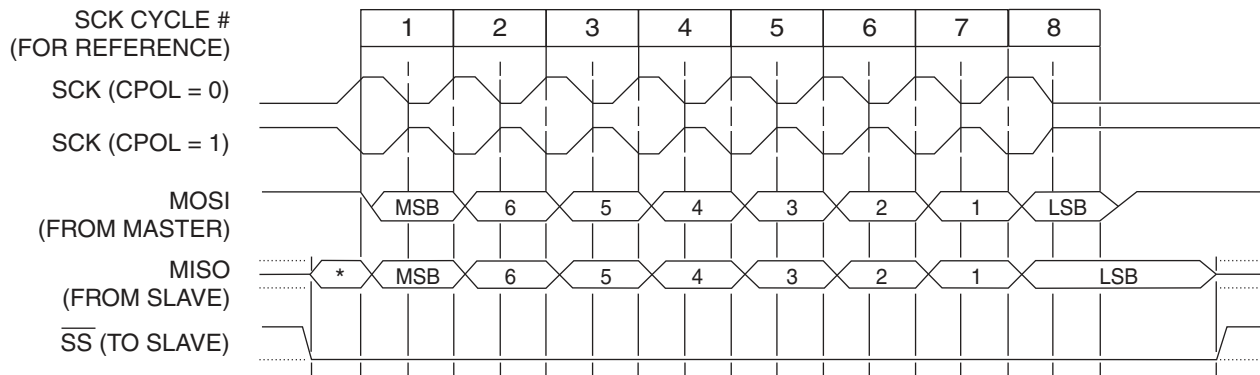 SCK CYCLE #
(FOR REFERENCE)
1 2 3 4 5 6 7 8
SCK (CPOL = 0)
SCK (CPOL = 1)
MOSI
(FROM MASTER)
MSB 6 5 4 3 2 1 LSB
MISO
(FROM SLAVE)
* MSB 6 5 4 3 2 1 LSB
S̅S̅ (TO SLAVE)